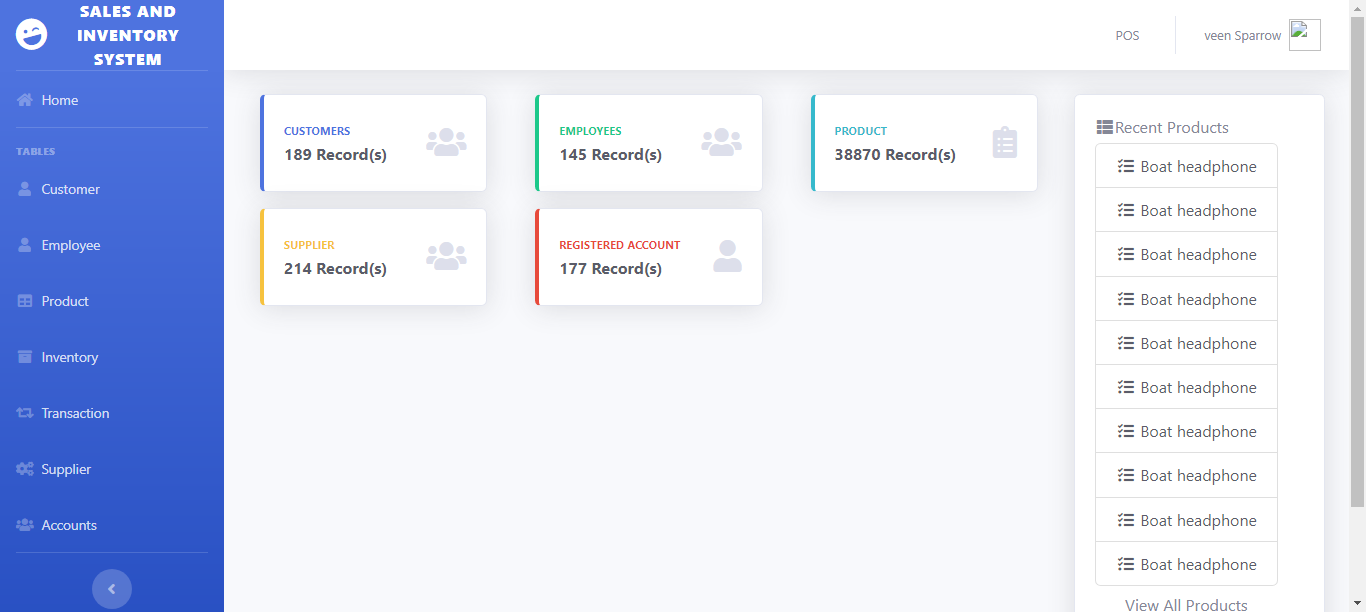 SALES AND
INVENTORY
SYSTEM
Home
TABLES
Customer
Employee
Product
Inventory
Transaction
Supplier
Accounts
POS
veen Sparrow
CUSTOMERS
189 Record(s)
EMPLOYEES
145 Record(s)
PRODUCT
38870 Record(s)
SUPPLIER
214 Record(s)
REGISTERED ACCOUNT
177 Record(s)
Recent Products
Boat headphone
Boat headphone
Boat headphone
Boat headphone
Boat headphone
Boat headphone
Boat headphone
Boat headphone
Boat headphone
Boat headphone
View All Products